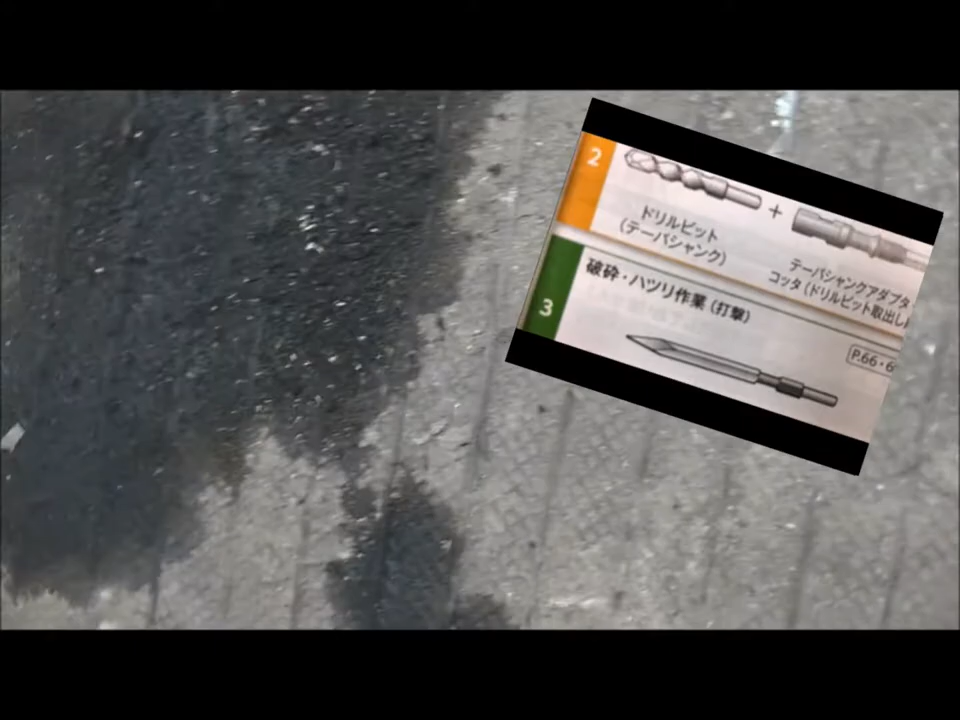 2
+
ドリルビット
(テーパシャンク)
テーパシャンクアダプタ
コッタ(ドリルビット取出し
3
破砕・ハツリ作業(打撃)
P.66・6